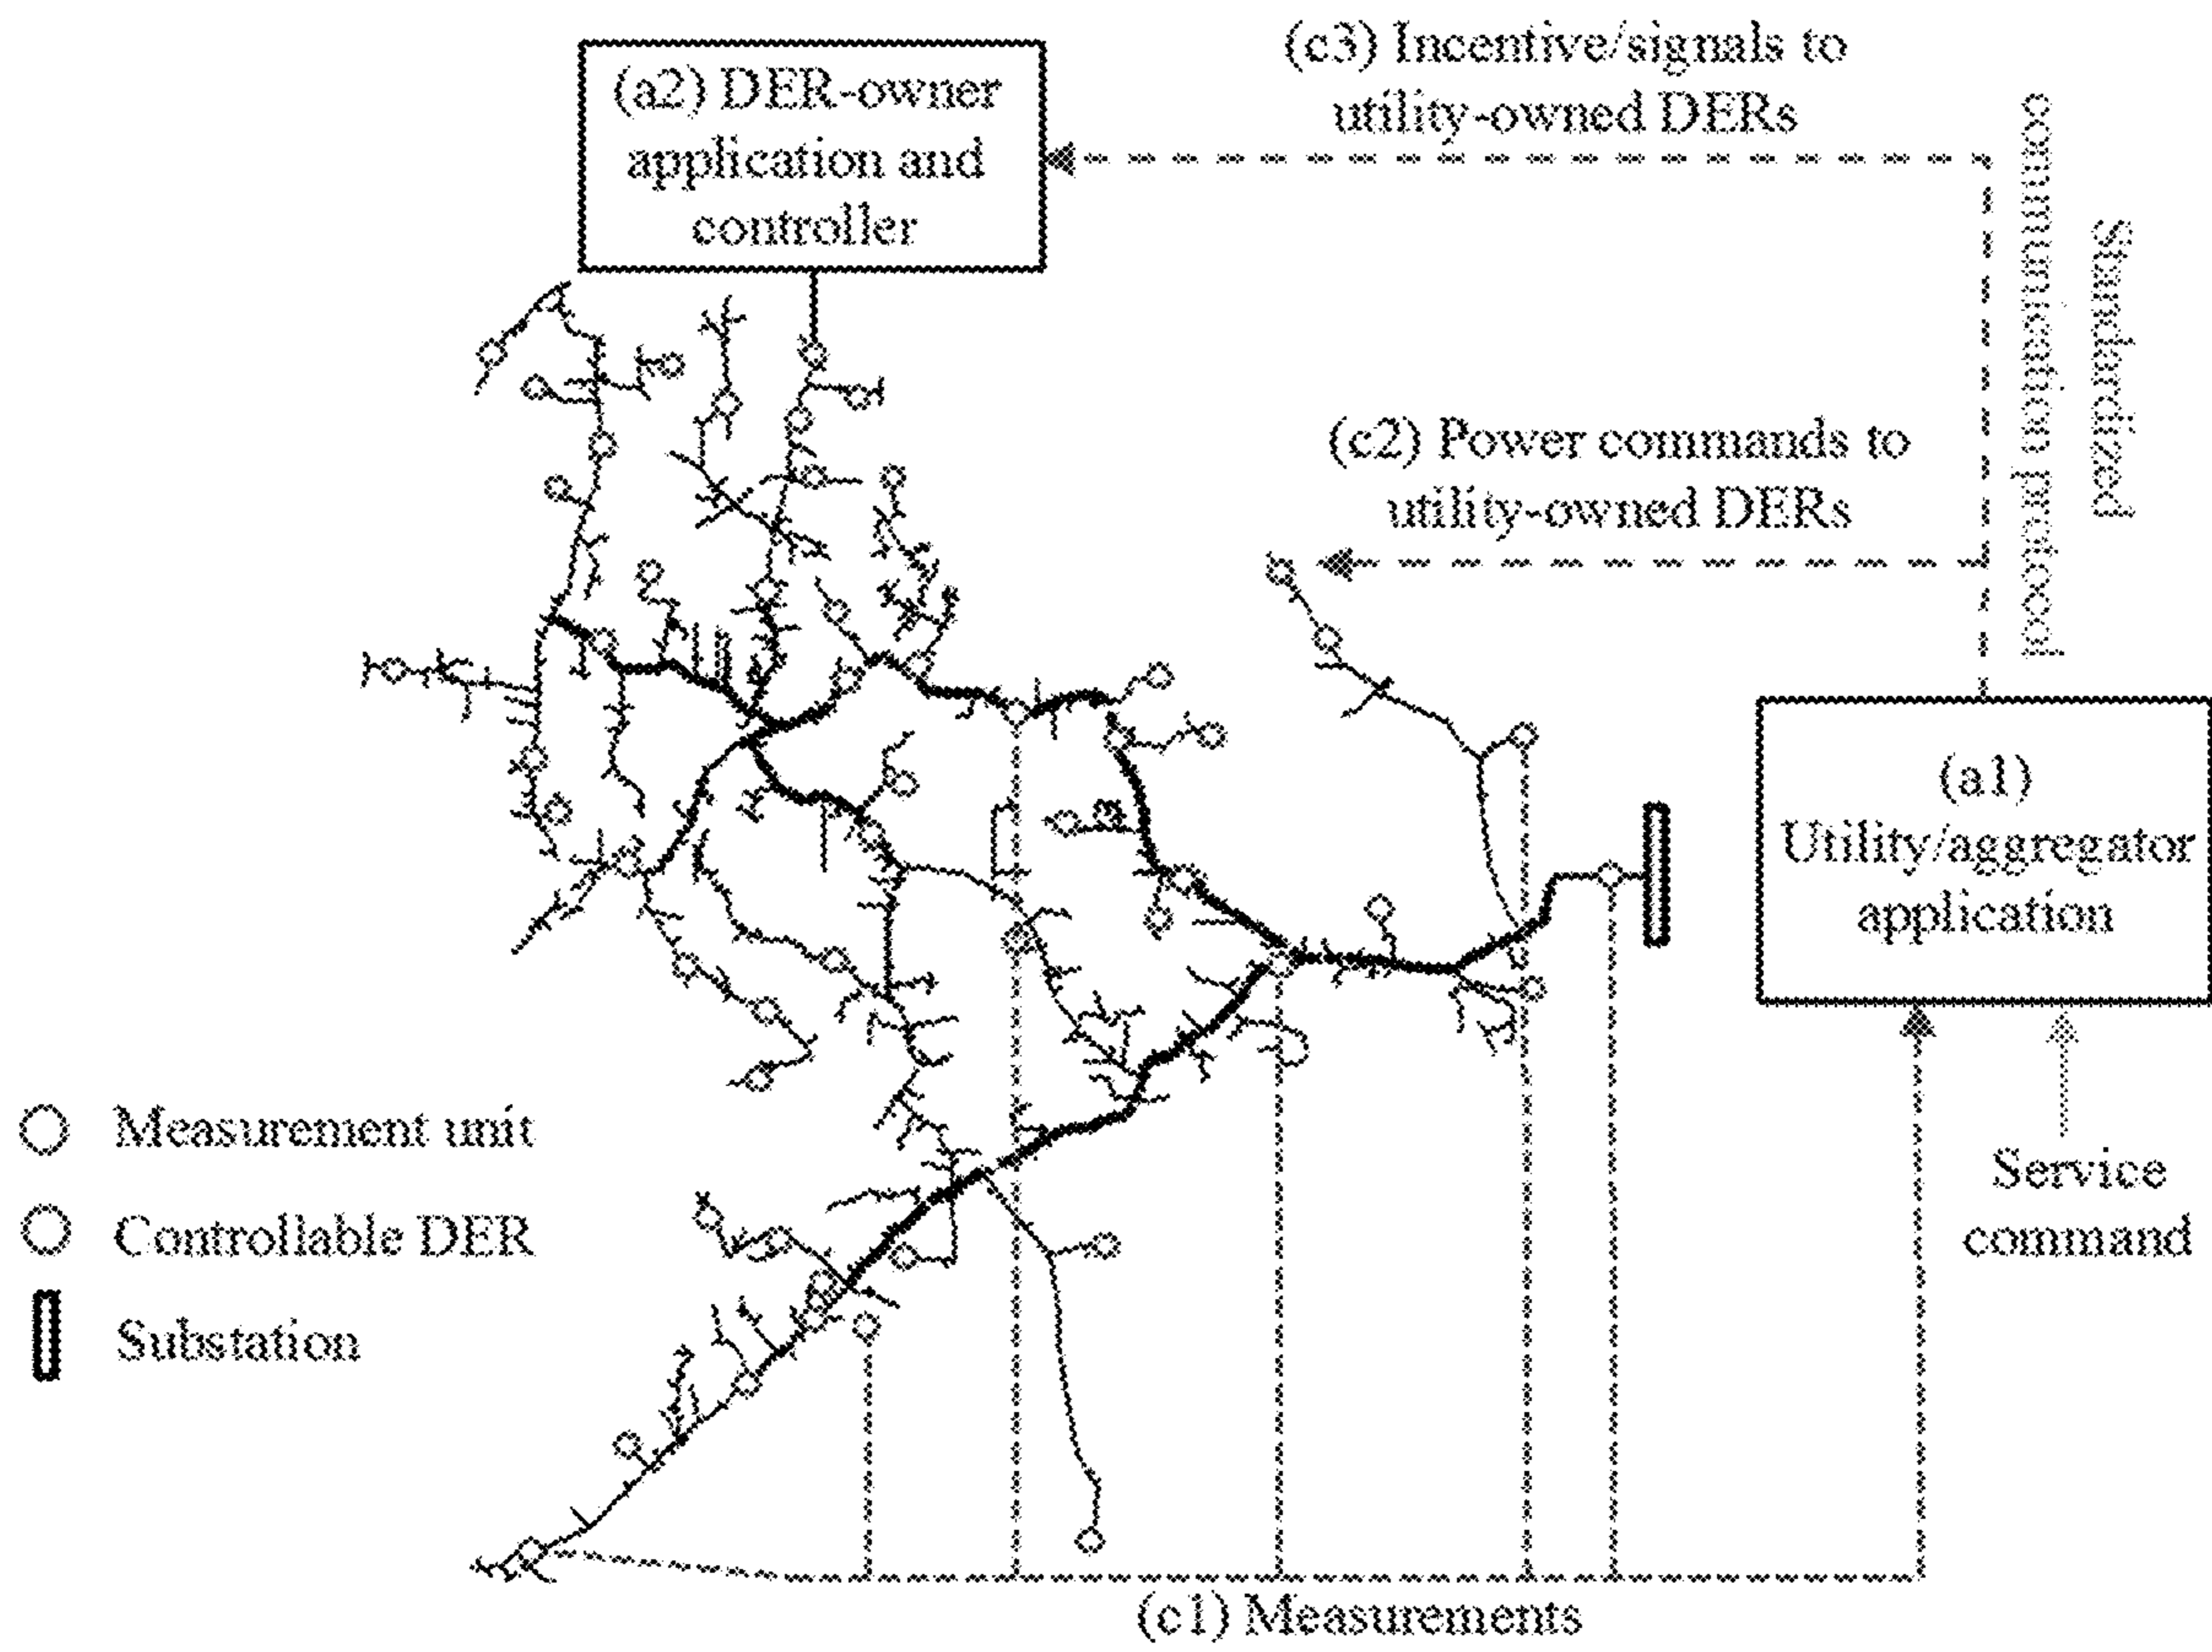 (a2) DER-owner
application and
controller
(c3) Incentive/signals to
utility-owned DERs
Standardized
communication protocol
(c2) Power commands to
utility-owned DERs
(a1)
Utility/aggregator
application
Service
command
Measurement unit
Controllable DER
Substation
(c1) Measurements